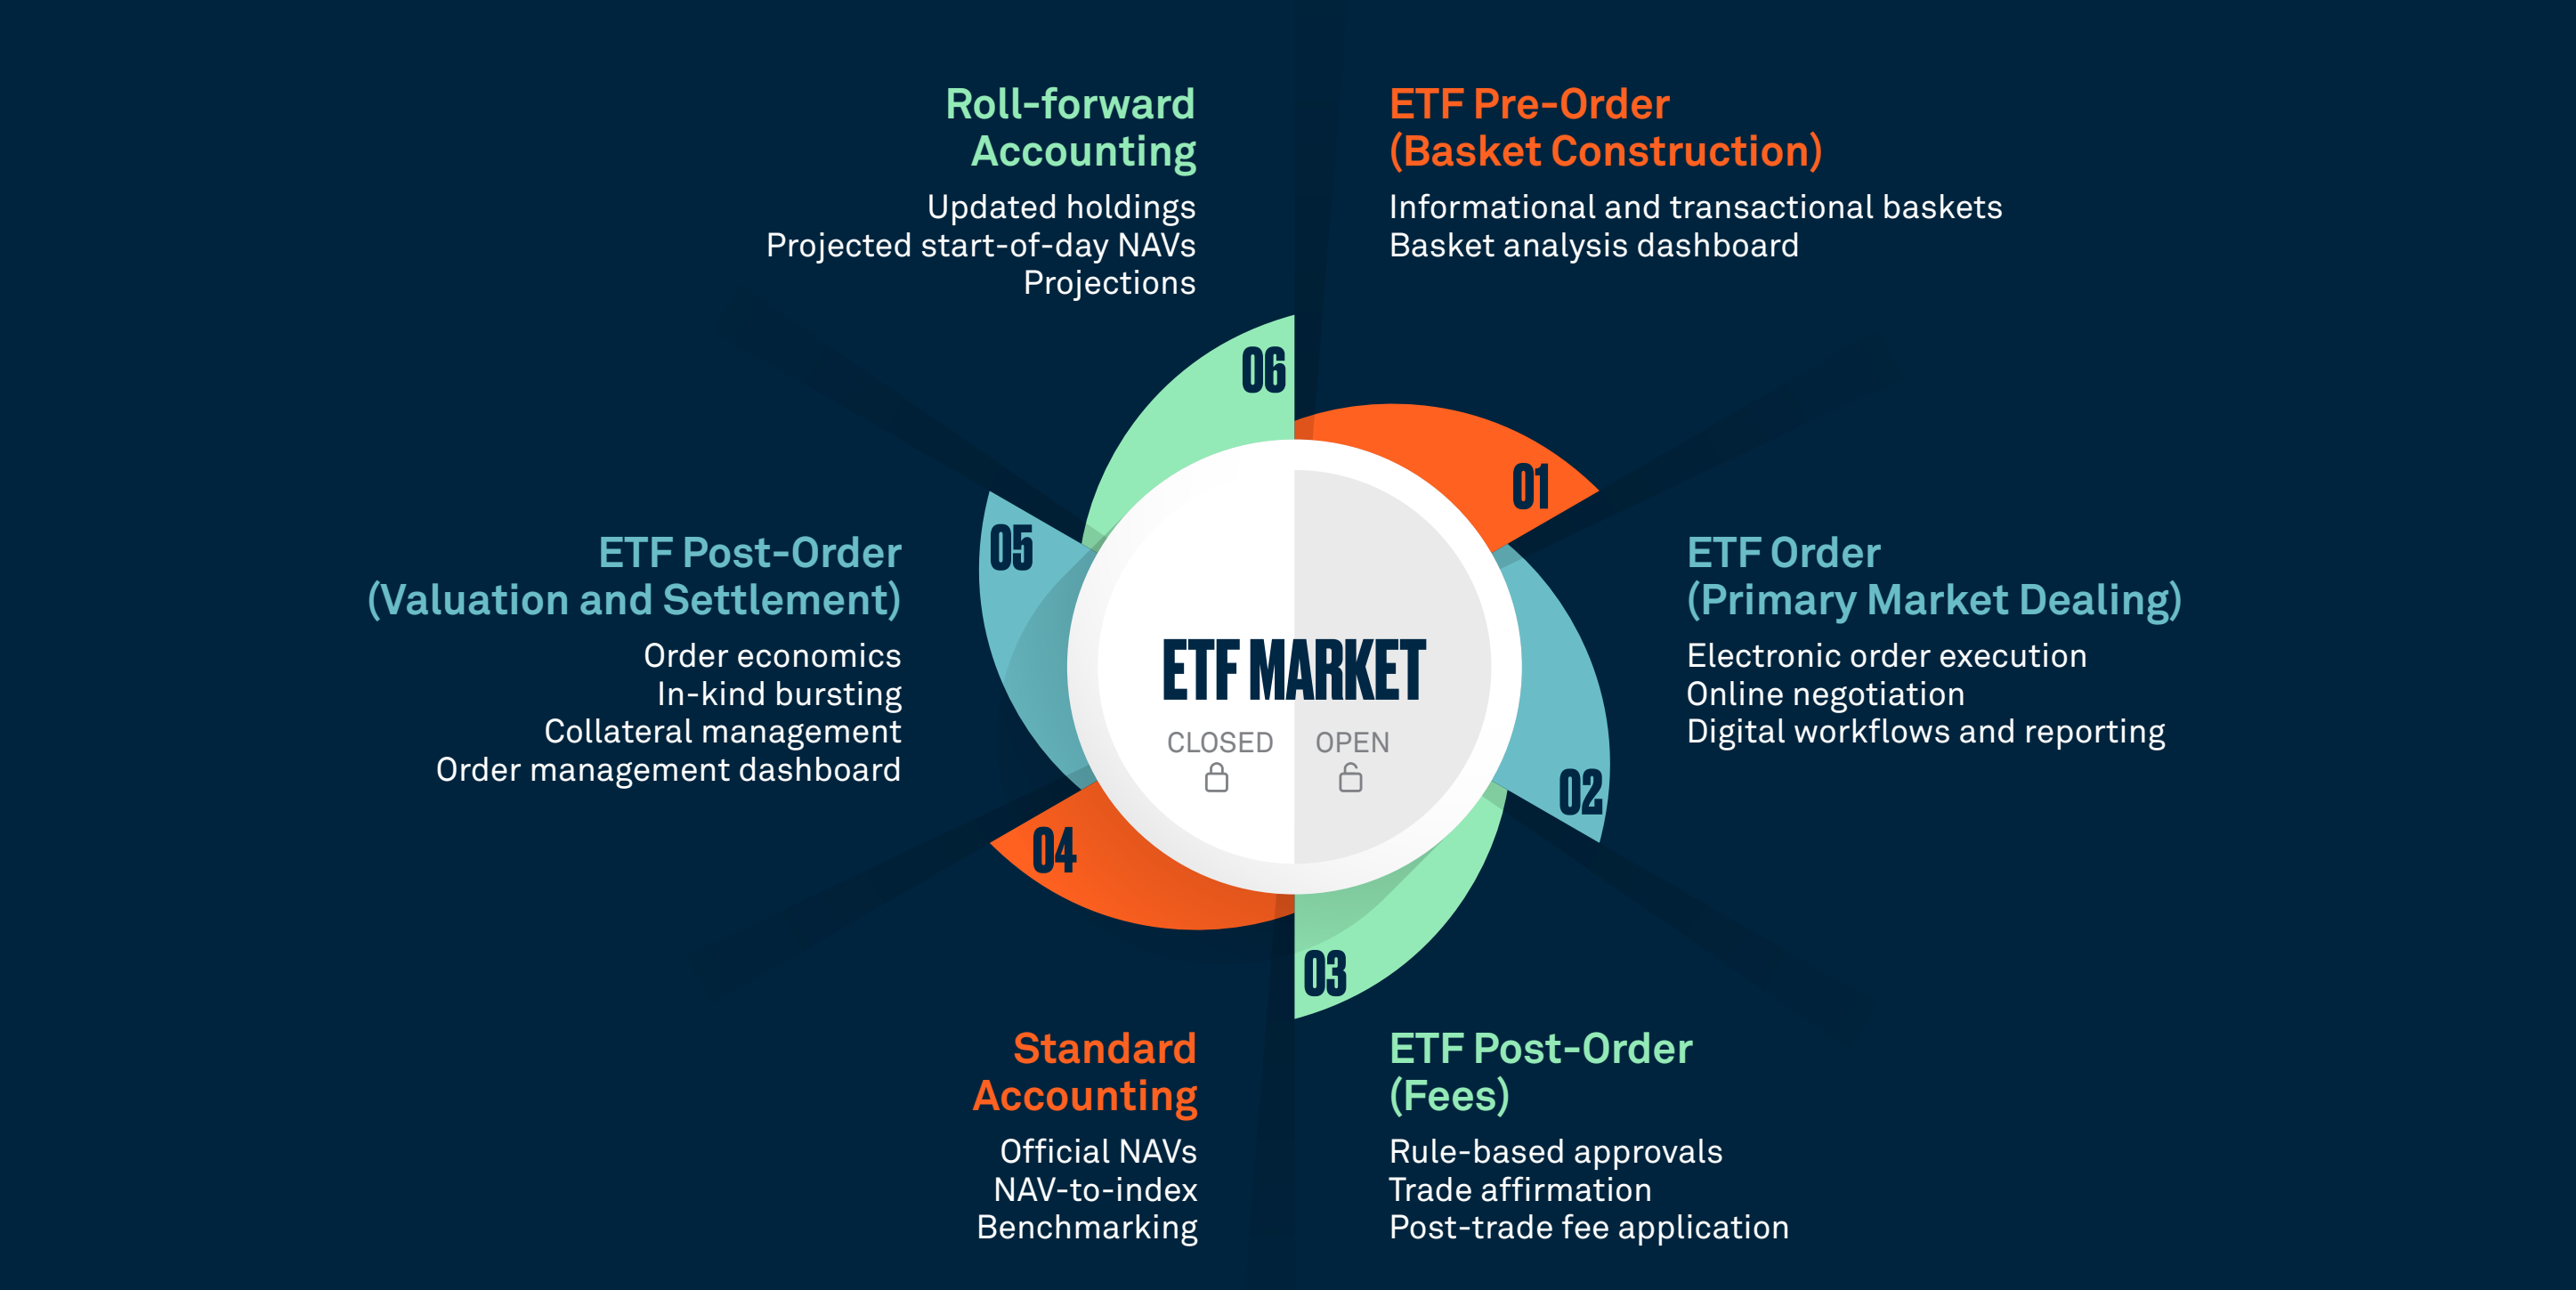 ETF Pre-Order
(Basket Construction)
Informational and transactional baskets
Basket analysis dashboard
01
ETF Order
(Primary Market Dealing)
Electronic order execution
Online negotiation
Digital workflows and reporting
02
ETF Post-Order
(Fees)
Rule-based approvals
Trade affirmation
Post-trade fee application
03
Standard
Accounting
Official NAVs
NAV-to-index
Benchmarking
04
ETF Post-Order
(Valuation and Settlement)
Order economics
In-kind bursting
Collateral management
Order management dashboard
05
Roll-forward
Accounting
Updated holdings
Projected start-of-day NAVs
Projections
06
ETF MARKET
CLOSED OPEN